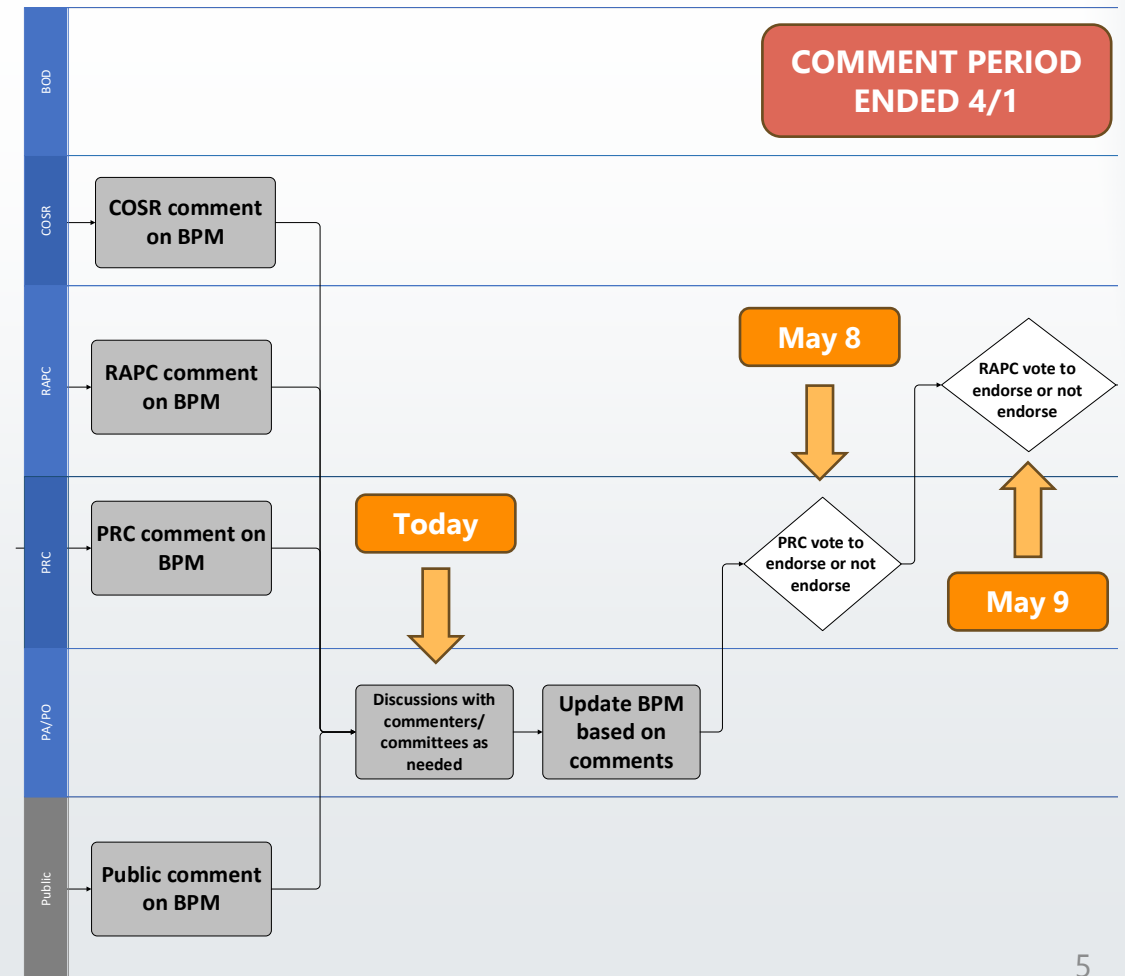 BOD
COMMENT PERIOD
ENDED 4/1
COSR
COSR comment
on BPM
RAPC
RAPC comment
on BPM
May 8
RAPC vote to
endorse or not
endorse
PRC
PRC comment on
BPM
Today
PRC vote to
endorse or not
endorse
May 9
PA/PO
Discussions with
commenters/
committees as
needed
Update BPM
based on
comments
Public
Public comment
on BPM
5